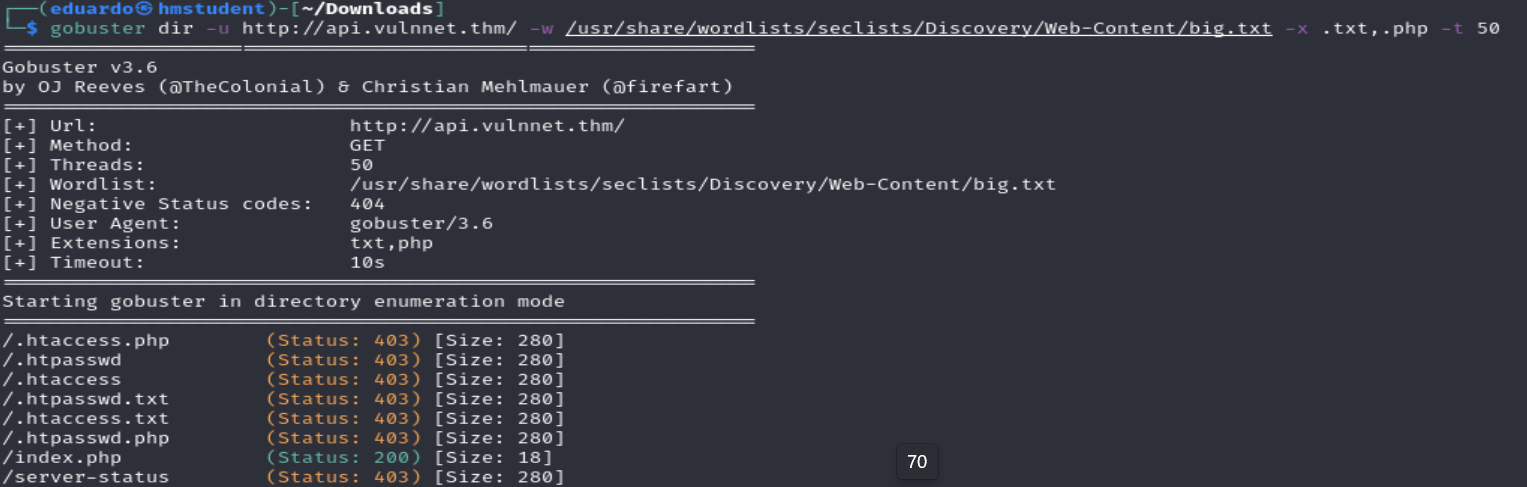 (eduardo㉿hmstudent)-[~/Downloads]
$ gobuster dir -u http://api.vulnnet.thm/ -w /usr/share/wordlists/seclists/Discovery/Web-Content/big.txt -x .txt,.php -t 50
Gobuster v3.6
by OJ Reeves (@TheColonial) & Christian Mehlmauer (@firefart)
[+] Url: http://api.vulnnet.thm/
[+] Method: GET
[+] Threads: 50
[+] Wordlist: /usr/share/wordlists/seclists/Discovery/Web-Content/big.txt
[+] Negative Status codes: 404
[+] User Agent: gobuster/3.6
[+] Extensions: txt,php
[+] Timeout: 10s
Starting gobuster in directory enumeration mode
/.htaccess.php (Status: 403) [Size: 280]
/.htpasswd (Status: 403) [Size: 280]
/.htaccess (Status: 403) [Size: 280]
/.htpasswd.txt (Status: 403) [Size: 280]
/.htaccess.txt (Status: 403) [Size: 280]
/.htpasswd.php (Status: 403) [Size: 280]
/index.php (Status: 200) [Size: 18]
70
/server-status (Status: 403) [Size: 280]